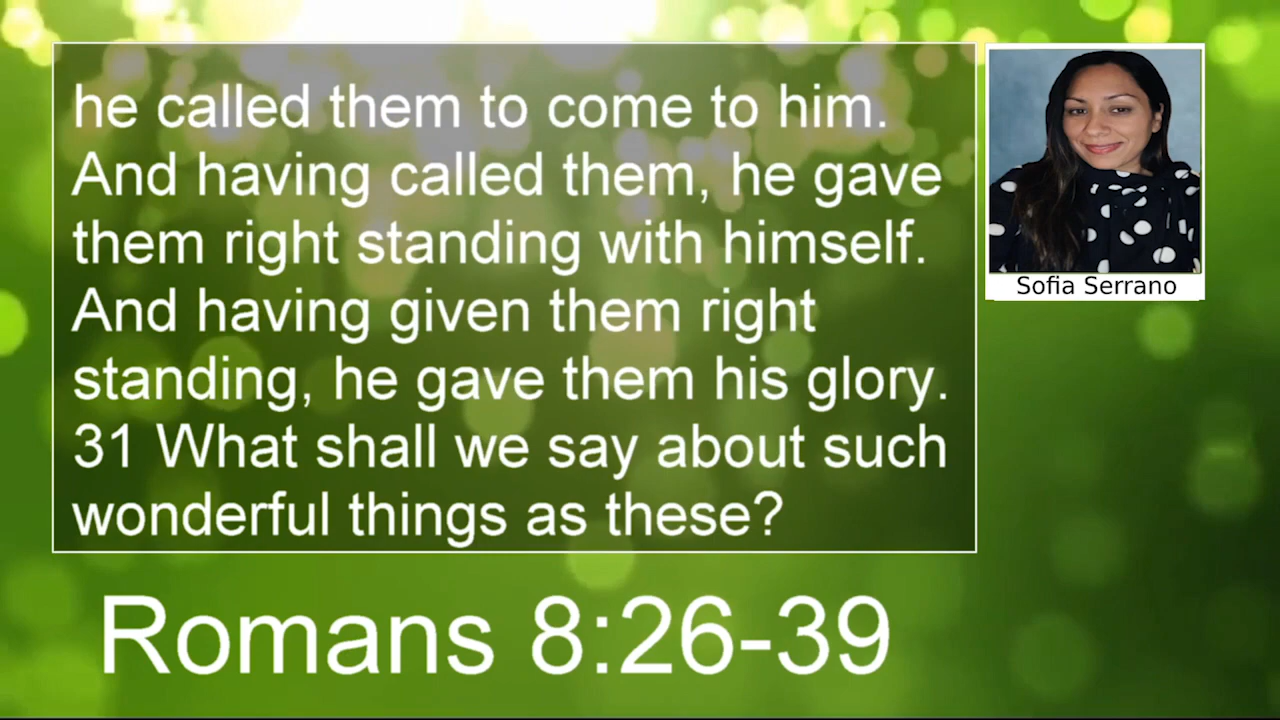 he called them to come to him.
And having called them, he gave
them right standing with himself.
And having given them right
standing, he gave them his glory.
31 What shall we say about such
wonderful things as these?
Sofia Serrano
Romans 8:26-39